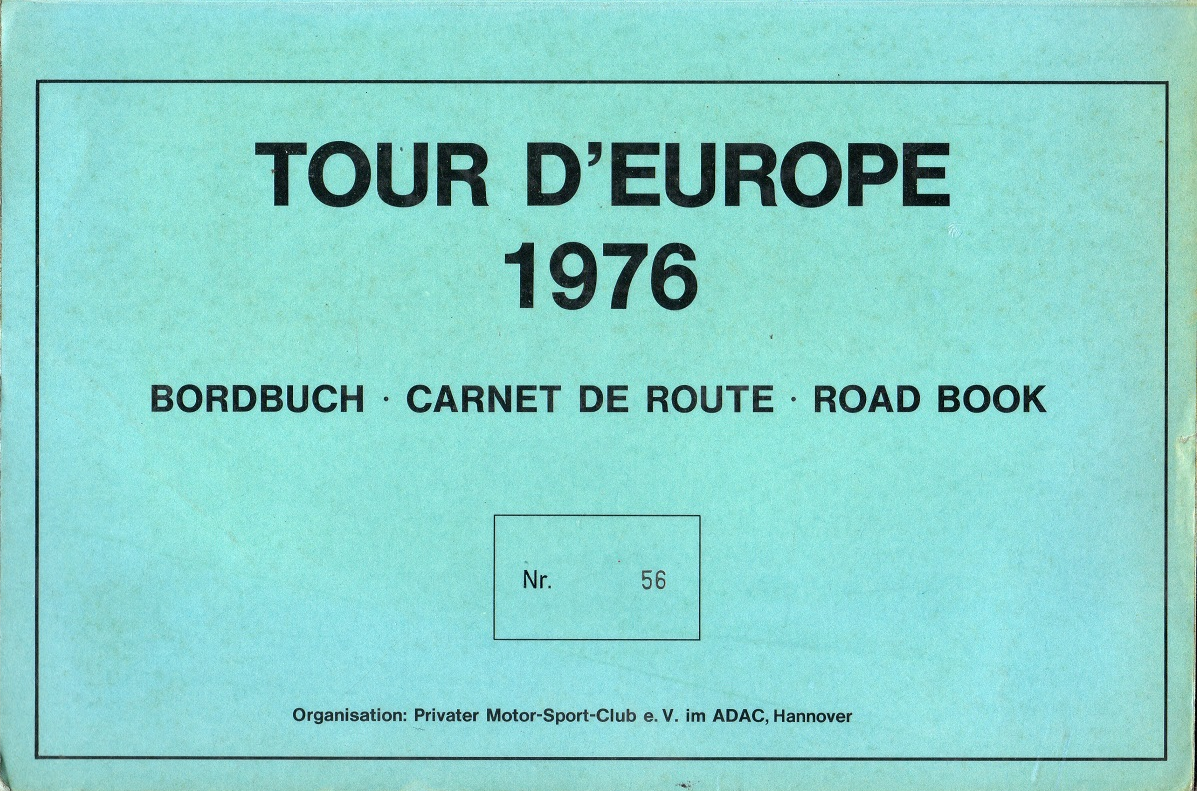 TOUR D’EUROPE
1976
BORDBUCH · CARNET DE ROUTE · ROAD BOOK
Nr. 56
Organisation: Privater Motor-Sport-Club e. V. im ADAC, Hannover